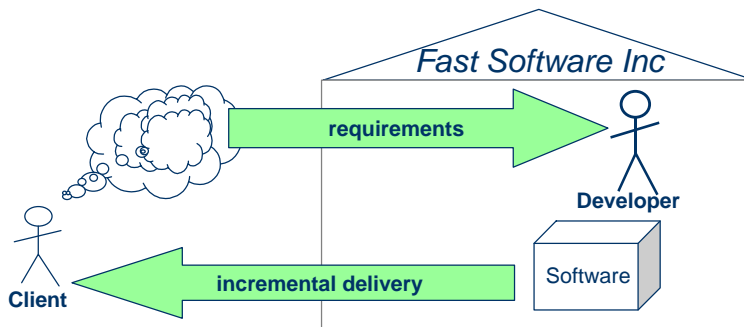 Fast Software Inc
requirements
Developer
Client
incremental delivery
Software